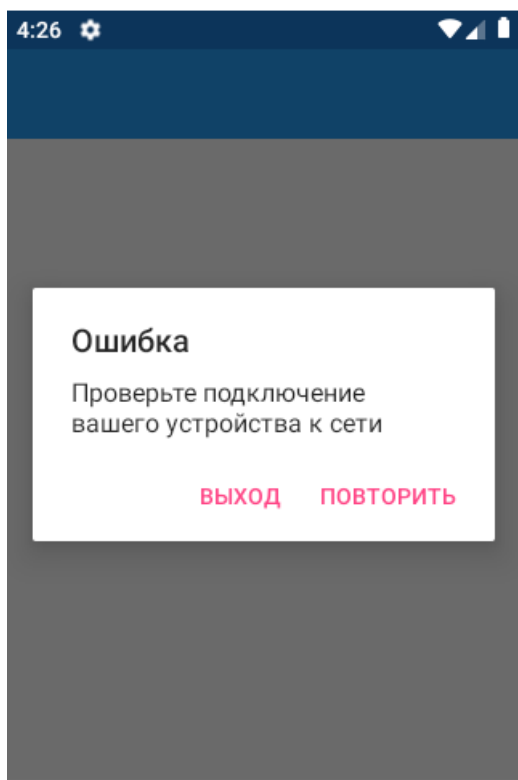 4:26
Ошибка
Проверьте подключение
вашего устройства к сети
ВЫХОД ПОВТОРИТЬ